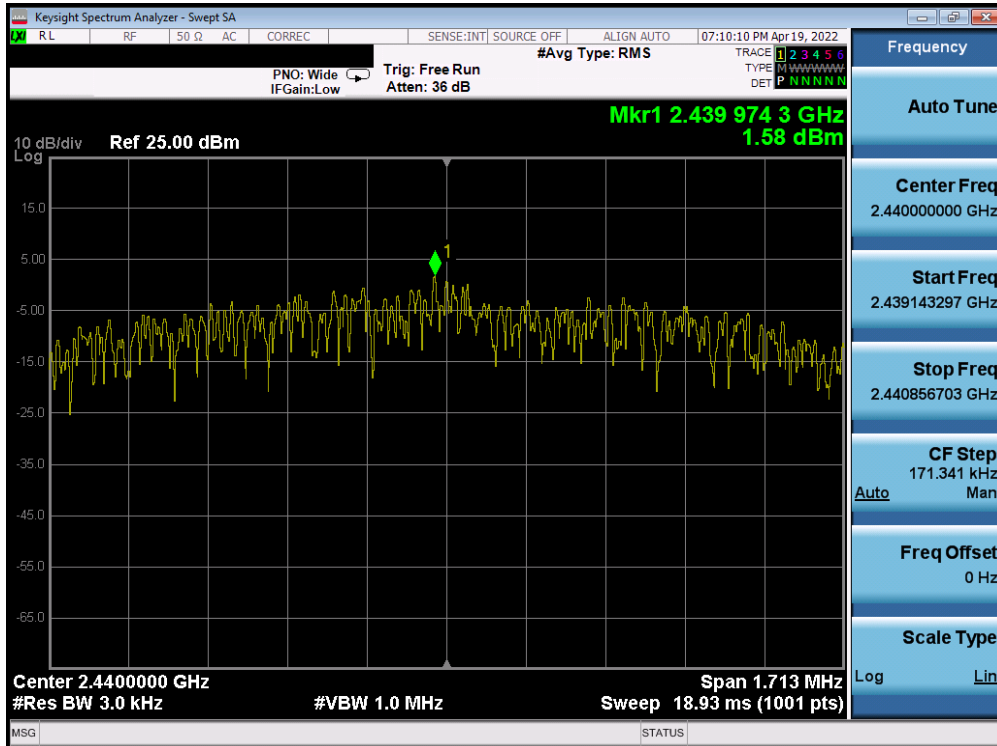 Keysight Spectrum Analyzer - Swept SA
LXI RL RF 50 Ω AC CORREC SENSE:INT SOURCE OFF ALIGN AUTO 07:10:10 PM Apr 19, 2022
#Avg Type: RMS
TRACE 1 2 3 4 5 6
TYPE M WWWWW
DET P N N N N N
PNO: Wide
IFGain:Low
Trig: Free Run
Atten: 36 dB
Mkr1 2.439 974 3 GHz
1.58 dBm
10 dB/div
Log
Ref 25.00 dBm
15.0
5.00
-5.00
-15.0
-25.0
-35.0
-45.0
-55.0
-65.0
1
Center 2.4400000 GHz
Span 1.713 MHz
#Res BW 3.0 kHz
#VBW 1.0 MHz
Sweep 18.93 ms (1001 pts)
MSG
STATUS
Frequency
Auto Tune
Center Freq
2.440000000 GHz
Start Freq
2.439143297 GHz
Stop Freq
2.440856703 GHz
CF Step
171.341 kHz
Auto Man
Freq Offset
0 Hz
Scale Type
Log Lin